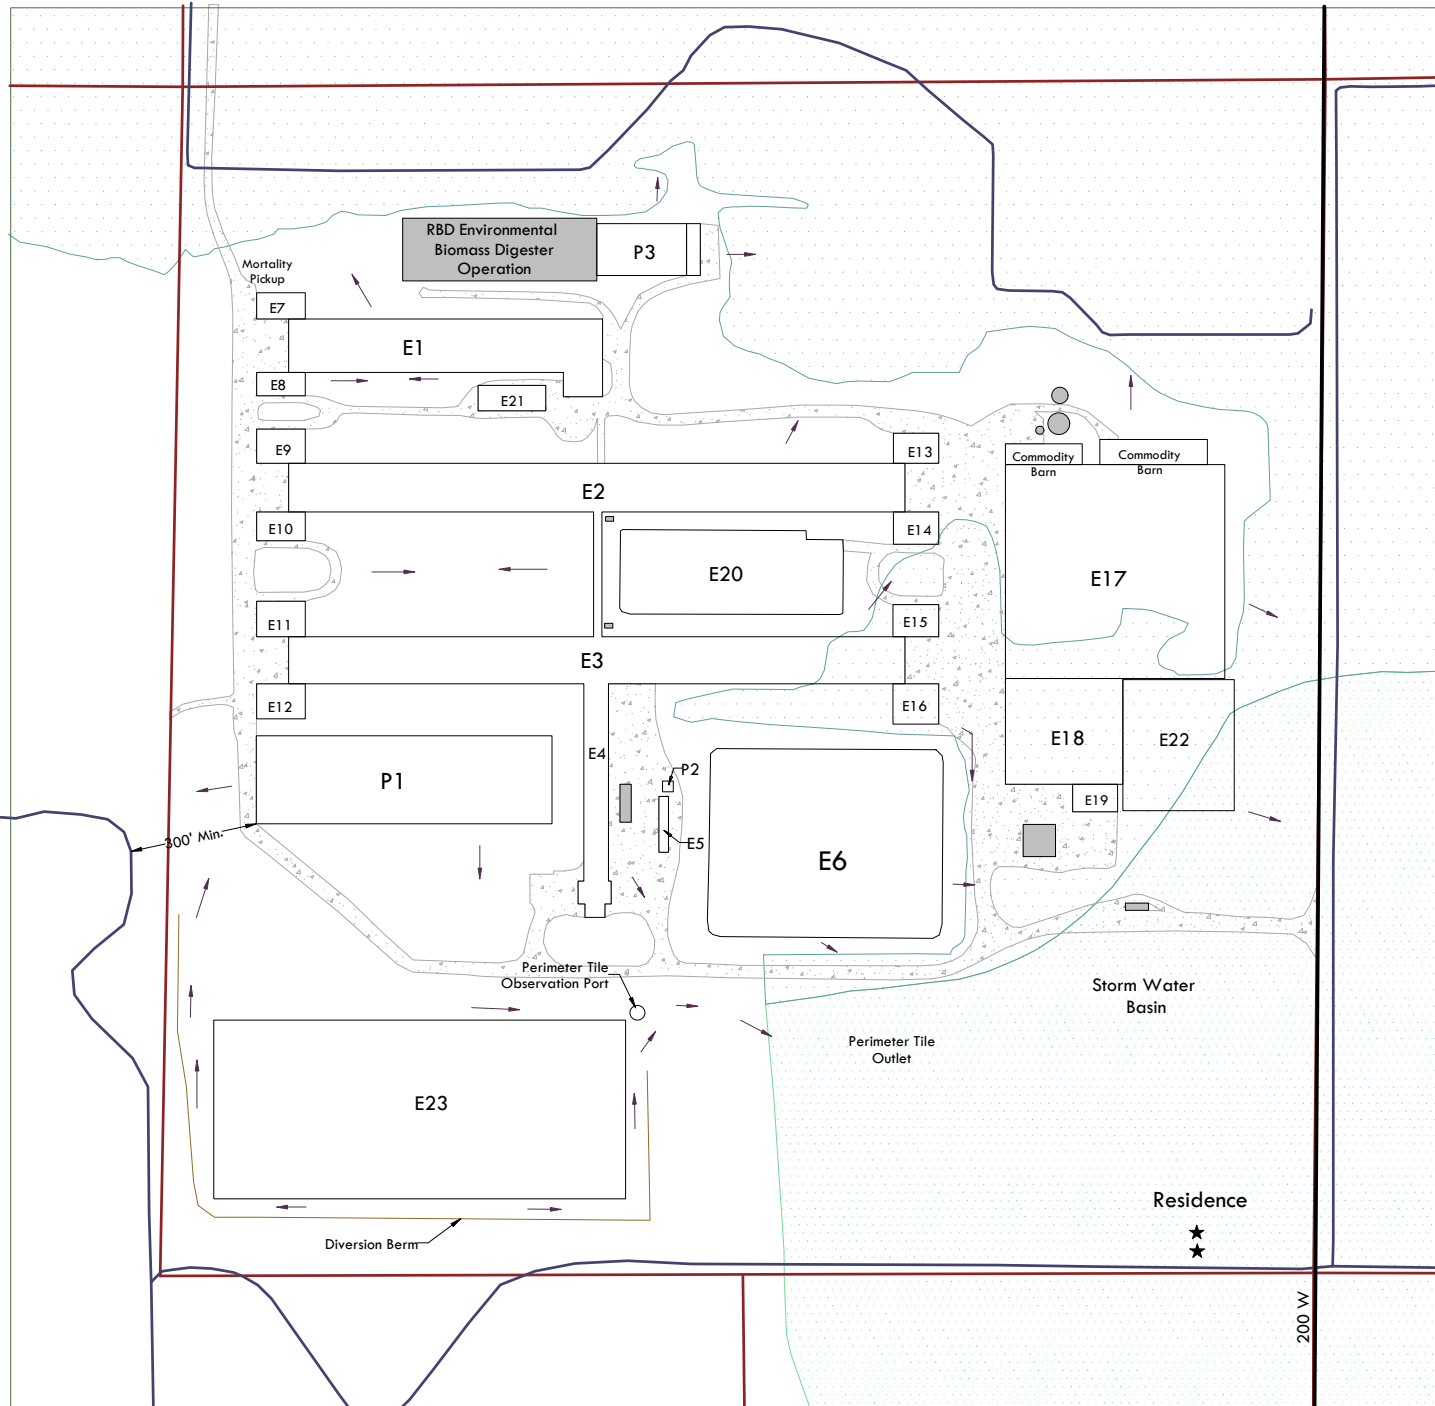 RBD Environmental
Biomass Digester
Operation
P3
Mortality
Pickup
E7
E1
E8
E21
E9
E13
Commodity
Barn
Commodity
Barn
E2
E10
E14
E20
E17
E11
E15
E3
E12
E16
E4
E18
E22
P1
P2
E19
300' Min.
E5
E6
Perimeter Tile
Observation Port
Storm Water
Basin
Perimeter Tile
Outlet
E23
Residence
Diversion Berm
200 W